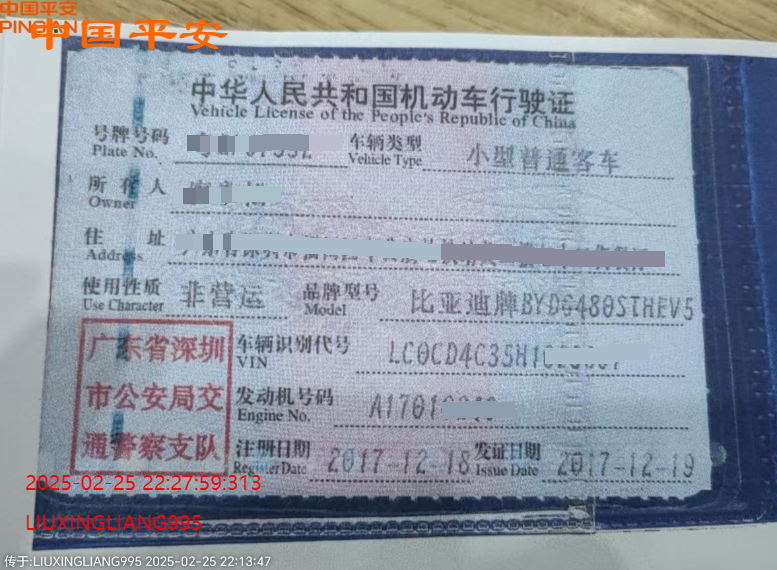 中国平安
PINGAN
中国平安
中华人民共和国机动车行驶证
Vehicle License of the People's Republic of China
号牌号码 车辆类型 小型普通客车
Plate No. Vehicle Type
所有人
Owner
住 址
Address
使用性质 非营运 品牌型号 比亚迪牌BYD6480STHEV5
Use Character Model
广东省深圳 车辆识别代号 LC0CD4C35H1
VIN
市公安局交 发动机号码 A1701
Engine No.
通警察支队 注册日期 2017-12-18 发证日期 2017-12-19
Register Date Issue Date
2025-02-25 22:27:59:313
LIUXINGLIANG995
传于:LIUXINGLIANG995 2025-02-25 22:13:47